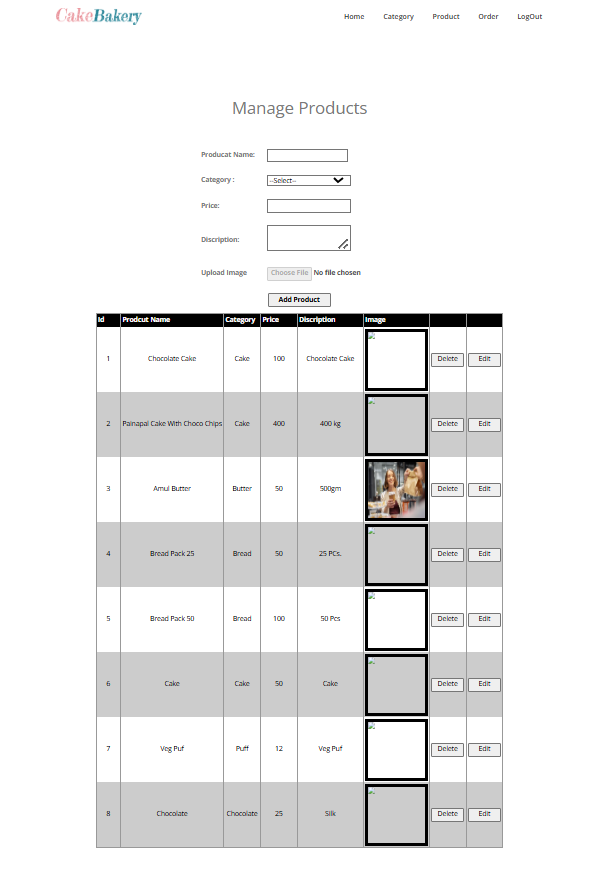 CakeBakery Home Category Product Order LogOut
Manage Products
Producat Name:
Category : --Select--
Price:
Discription:
Upload Image Choose File No file chosen
Add Product
Id Prodcut Name Category Price Discription Image
1 Chocolate Cake Cake 100 Chocolate Cake Delete Edit
2 Painapal Cake With Choco Chips Cake 400 400 kg Delete Edit
3 Amul Butter Butter 50 500gm Delete Edit
4 Bread Pack 25 Bread 50 25 PCs. Delete Edit
5 Bread Pack 50 Bread 100 50 Pcs Delete Edit
6 Cake Cake 50 Cake Delete Edit
7 Veg Puf Puff 12 Veg Puf Delete Edit
8 Chocolate Chocolate 25 Silk Delete Edit